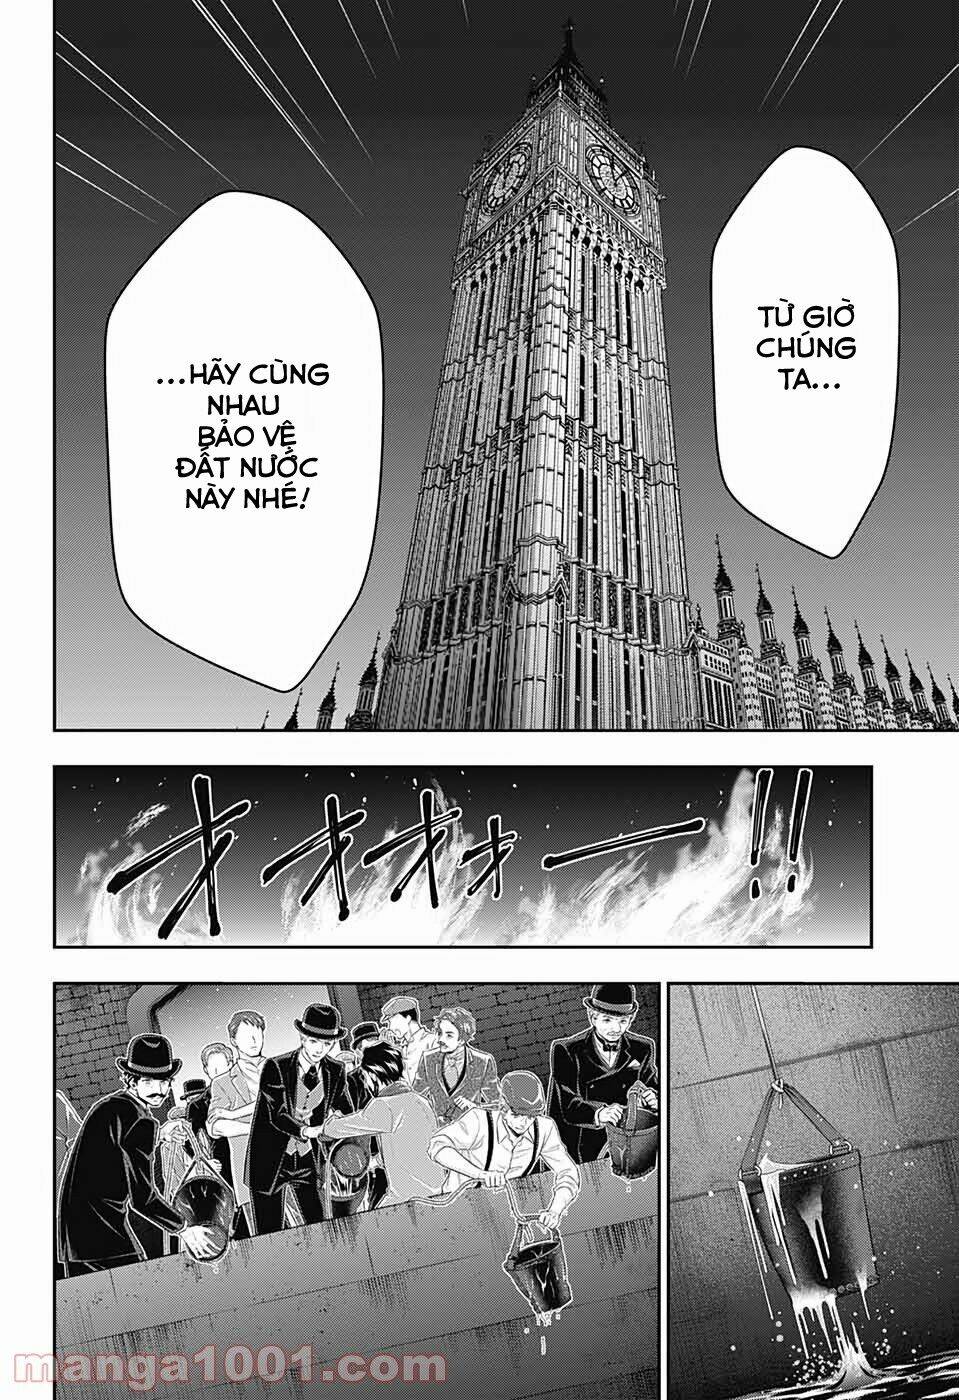 TỪ GIỜ
CHÚNG
TA...
...HÃY CÙNG
NHAU
BẢO VỆ
ĐẤT NƯỚC
NÀY NHÉ!
オオオオー!!
manga1001.com